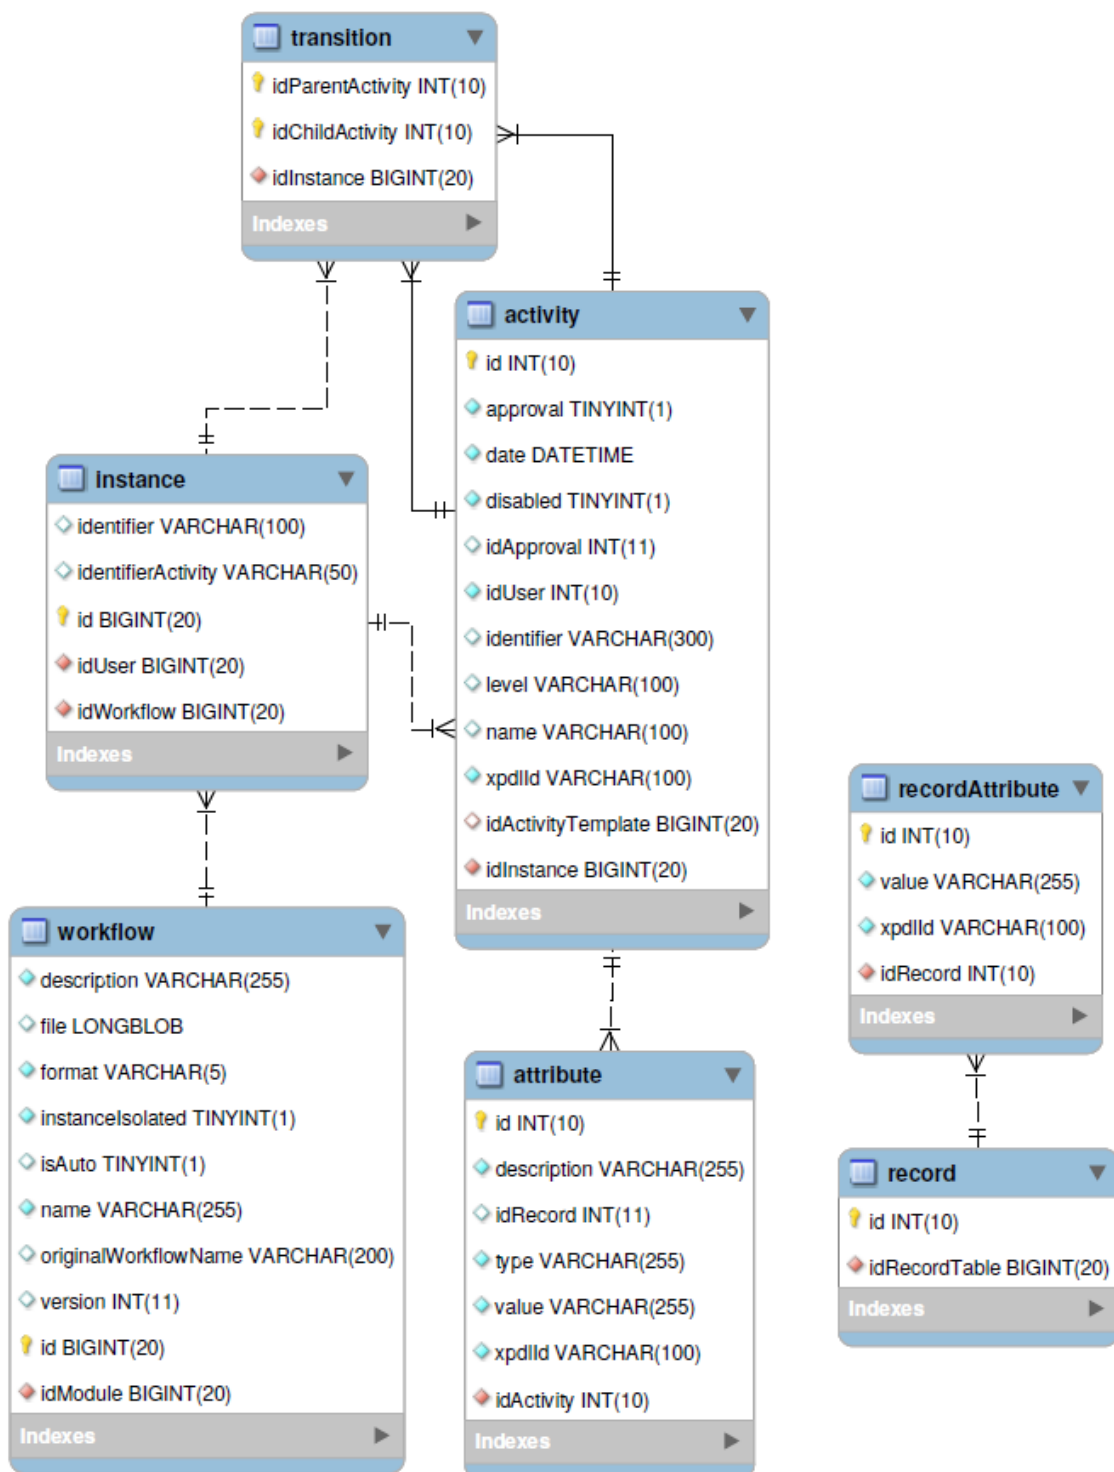 transition
idParentActivity INT(10)
idChildActivity INT(10)
idInstance BIGINT(20)
Indexes
activity
id INT(10)
approval TINYINT(1)
date DATETIME
disabled TINYINT(1)
idApproval INT(11)
idUser INT(10)
identifier VARCHAR(300)
level VARCHAR(100)
name VARCHAR(100)
xpdlId VARCHAR(100)
idActivityTemplate BIGINT(20)
idInstance BIGINT(20)
Indexes
instance
identifier VARCHAR(100)
identifierActivity VARCHAR(50)
id BIGINT(20)
idUser BIGINT(20)
idWorkflow BIGINT(20)
Indexes
recordAttribute
id INT(10)
value VARCHAR(255)
xpdlId VARCHAR(100)
idRecord INT(10)
Indexes
workflow
description VARCHAR(255)
file LONGBLOB
format VARCHAR(5)
instanceIsolated TINYINT(1)
isAuto TINYINT(1)
name VARCHAR(255)
originalWorkflowName VARCHAR(200)
version INT(11)
id BIGINT(20)
idModule BIGINT(20)
Indexes
attribute
id INT(10)
description VARCHAR(255)
idRecord INT(11)
type VARCHAR(255)
value VARCHAR(255)
xpdlId VARCHAR(100)
idActivity INT(10)
Indexes
record
id INT(10)
idRecordTable BIGINT(20)
Indexes